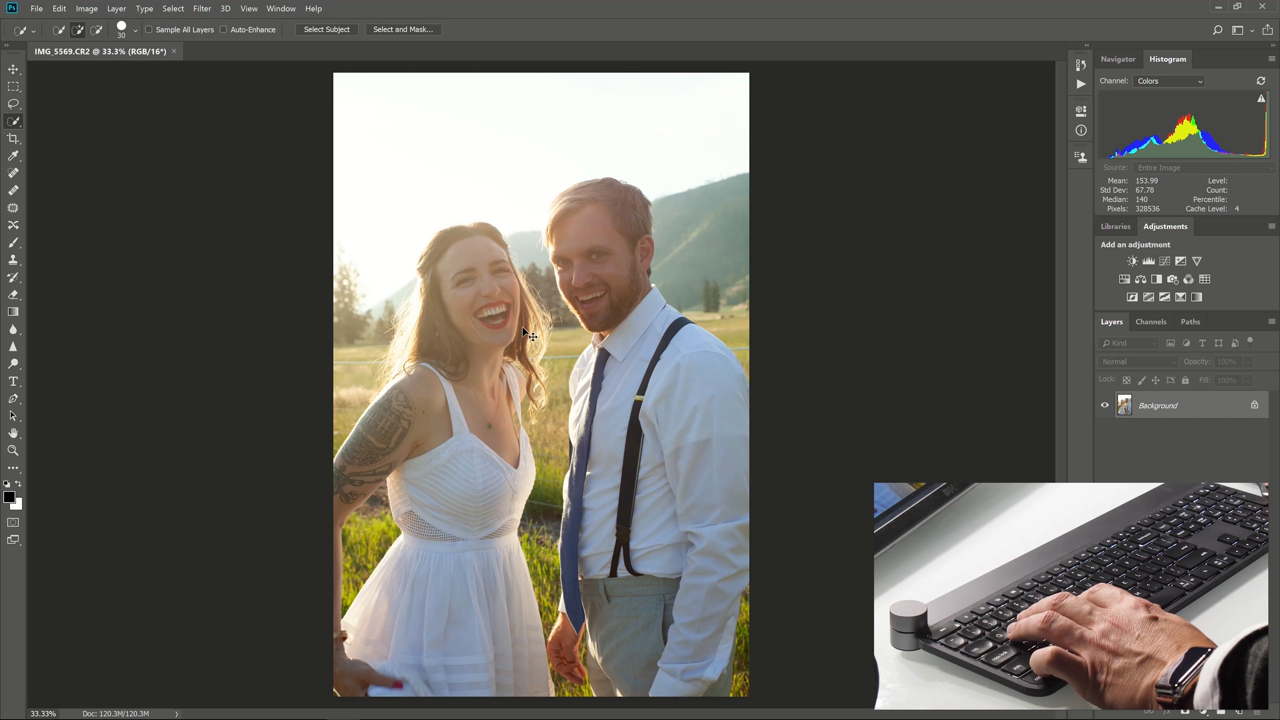 Ps File Edit Image Layer Type Select Filter 3D View Window Help
30 Sample All Layers Auto-Enhance Select Subject Select and Mask...
IMG_5569.CR2 @ 33.3% (RGB/16*) ×
Navigator Histogram
Channel: Colors
Source: Entire Image
Mean: 153.99 Level:
Std Dev: 67.78 Count:
Median: 140 Percentile:
Pixels: 328536 Cache Level: 4
Libraries Adjustments
Add an adjustment
Layers Channels Paths
Kind
Normal Opacity: 100%
Lock: Fill: 100%
Background
33.33% Doc: 120.3M/120.3M